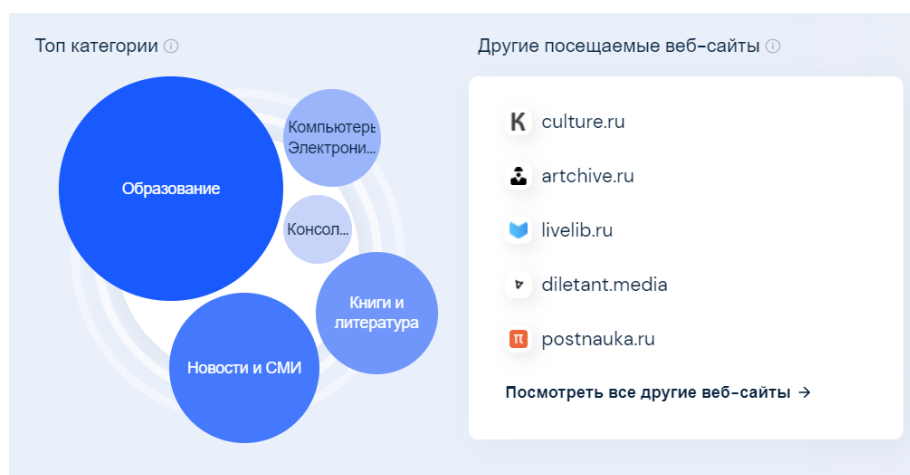 Топ категории
Другие посещаемые веб-сайты
Компьютеры
Электрони...
Образование
Консол...
Книги и
литература
Новости и СМИ
K culture.ru
artchive.ru
livelib.ru
diletant.media
π postnauka.ru
Посмотреть все другие веб-сайты →